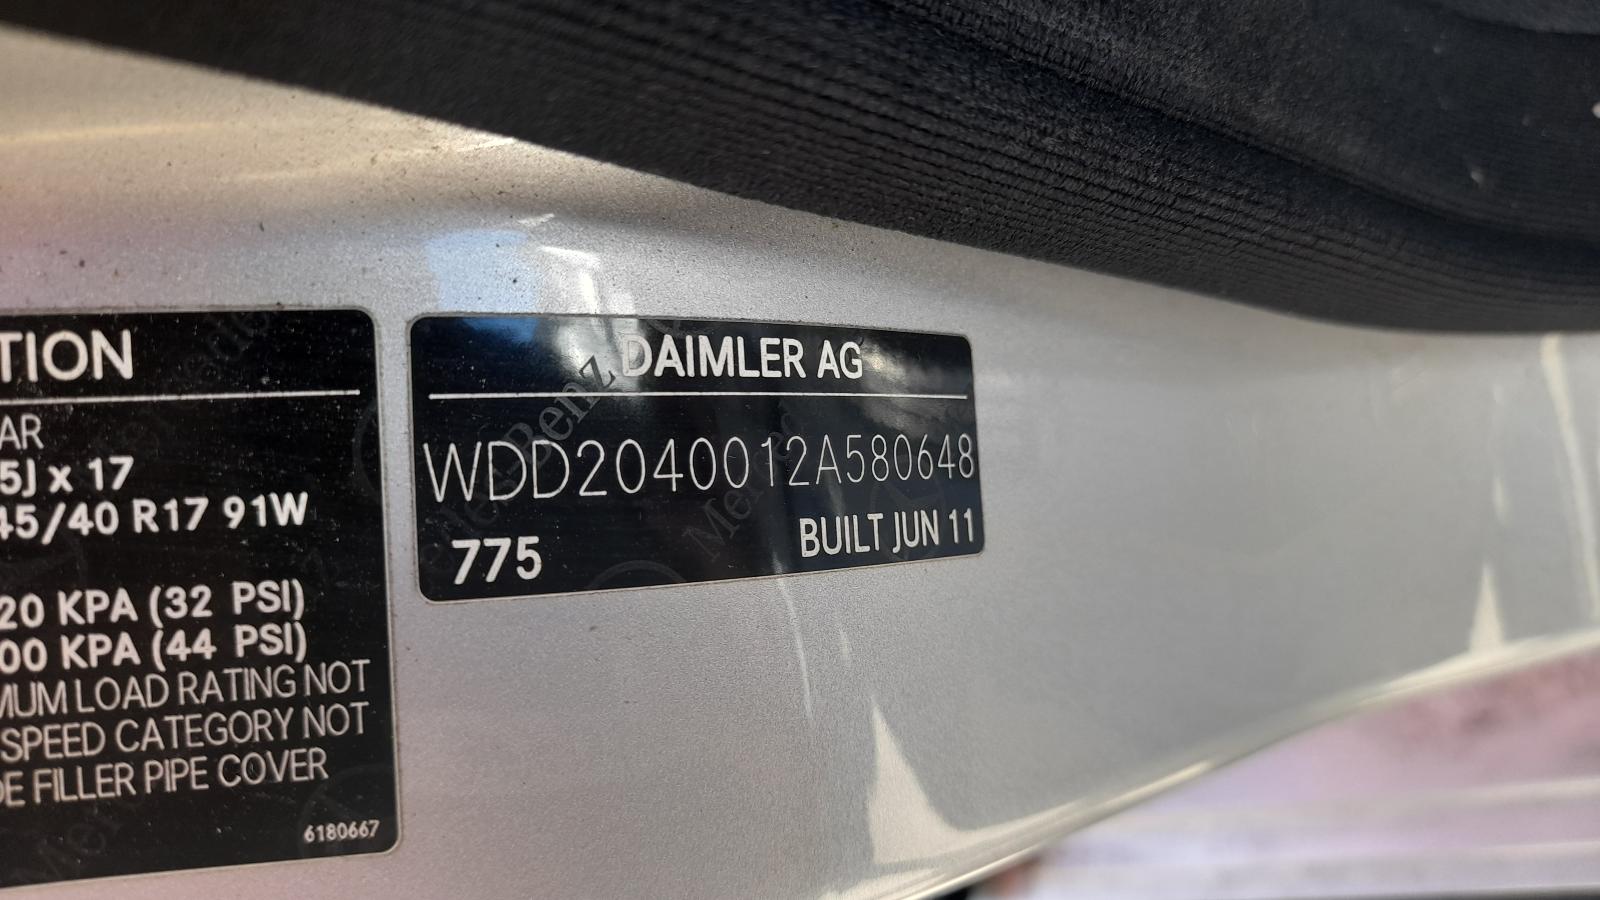 TION
AR
5J x 17
45/40 R17 91W
20 KPA (32 PSI)
00 KPA (44 PSI)
MUM LOAD RATING NOT
SPEED CATEGORY NOT
DE FILLER PIPE COVER
6180667
DAIMLER AG
WDD2040012A580648
775
BUILT JUN 11